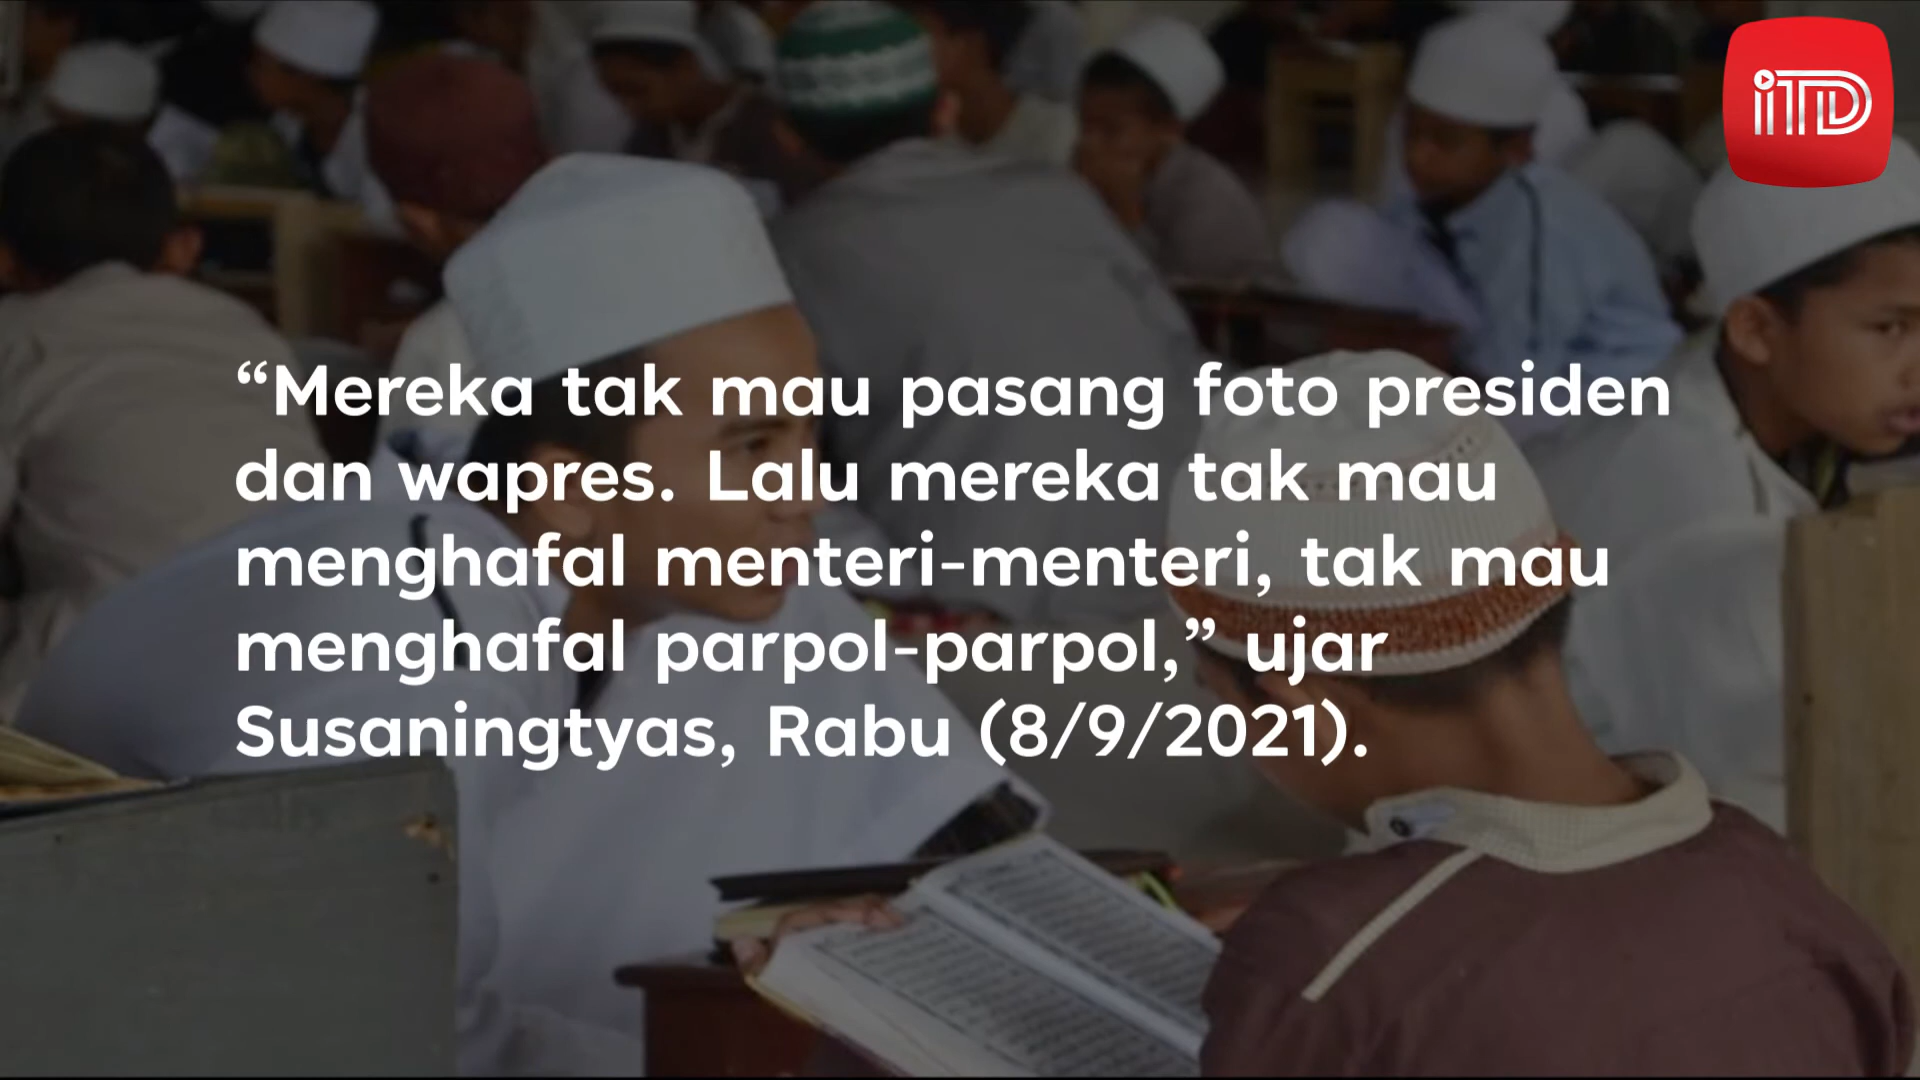 iTD
“Mereka tak mau pasang foto presiden
dan wapres. Lalu mereka tak mau
menghafal menteri-menteri, tak mau
menghafal parpol-parpol,” ujar
Susaningtyas, Rabu (8/9/2021).